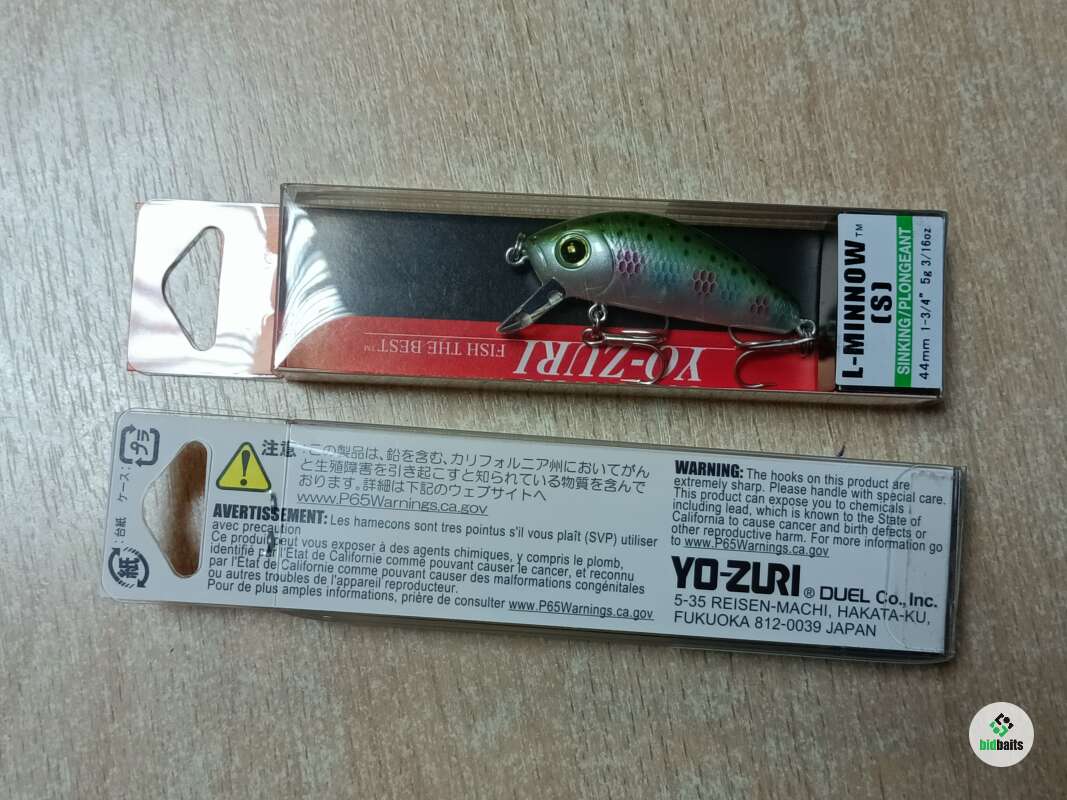 L-MINNOW™
(S)
SINKING/PLONGEANT
44mm 1-3/4" 5g 3/16oz
YO-ZURI
FISH THE BEST™
ケース:プラ
台紙:紙
注意:この製品は、鉛を含む、カリフォルニア州においてがん
と生殖障害を引き起こすと知られている物質を含んで
おります。詳細は下記のウェブサイトへ
www.P65Warnings.ca.gov
AVERTISSEMENT: Les hamecons sont tres pointus s'il vous plaît (SVP) utiliser
avec precaution
Ce produit peut vous exposer à des agents chimiques, y compris le plomb,
identifié par l'Etat de Californie comme pouvant causer le cancer, et reconnu
par l'Etat de Californie comme pouvant causer des malformations congénitales
ou autres troubles de l'appareil reproducteur.
Pour de plus amples informations, prière de consulter www.P65Warnings.ca.gov
WARNING: The hooks on this product are
extremely sharp. Please handle with special care.
This product can expose you to chemicals
including lead, which is known to the State of
California to cause cancer and birth defects or
other reproductive harm. For more information go
to www.P65Warnings.ca.gov
YO-ZURI® DUEL Co., Inc.
5-35 REISEN-MACHI, HAKATA-KU,
FUKUOKA 812-0039 JAPAN
bidbaits